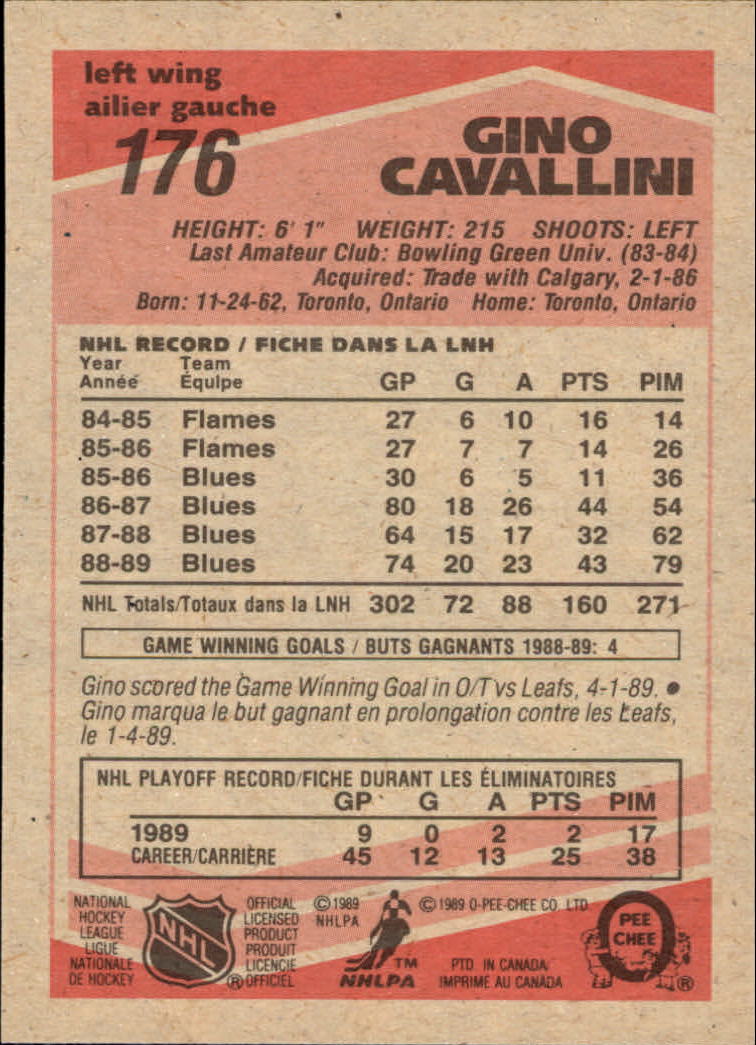 left wing
ailier gauche
176
GINO
CAVALLINI
HEIGHT: 6' 1" WEIGHT: 215 SHOOTS: LEFT
Last Amateur Club: Bowling Green Univ. (83-84)
Acquired: Trade with Calgary, 2-1-86
Born: 11-24-62, Toronto, Ontario Home: Toronto, Ontario
NHL RECORD / FICHE DANS LA LNH
Year Team
Année Équipe GP G A PTS PIM
84-85 Flames 27 6 10 16 14
85-86 Flames 27 7 7 14 26
85-86 Blues 30 6 5 11 36
86-87 Blues 80 18 26 44 54
87-88 Blues 64 15 17 32 62
88-89 Blues 74 20 23 43 79
NHL Totals/Totaux dans la LNH 302 72 88 160 271
GAME WINNING GOALS / BUTS GAGNANTS 1988-89: 4
Gino scored the Game Winning Goal in O/T vs Leafs, 4-1-89. •
Gino marqua le but gagnant en prolongation contre les Leafs,
le 1-4-89.
NHL PLAYOFF RECORD/FICHE DURANT LES ÉLIMINATOIRES
GP G A PTS PIM
1989 9 0 2 2 17
CAREER/CARRIÈRE 45 12 13 25 38
NATIONAL
HOCKEY
LEAGUE
LIGUE
NATIONALE
DE HOCKEY
NHL
®
OFFICIAL
LICENSED
PRODUCT
PRODUIT
LICENCIE
OFFICIEL
© 1989
NHLPA
TM
NHLPA
© 1989 O-PEE-CHEE CO LTD
PTD IN CANADA
IMPRIME AU CANADA
PEE
CHEE
®